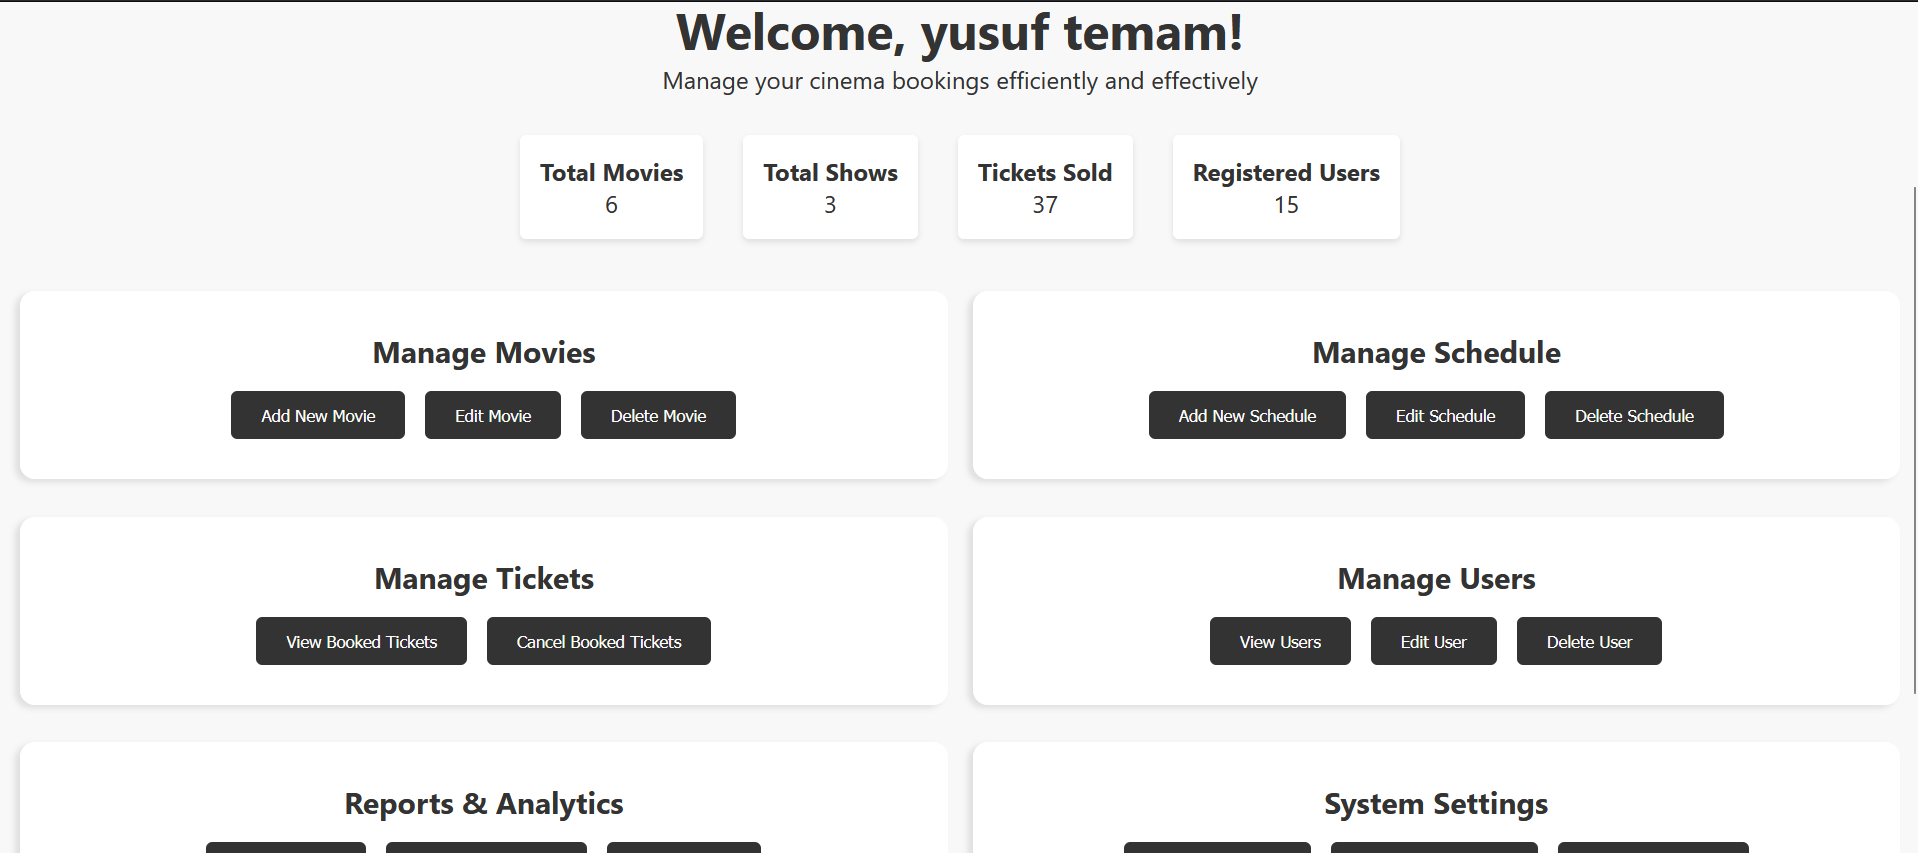 Welcome, yusuf temam!
Manage your cinema bookings efficiently and effectively
Total Movies
6
Total Shows
3
Tickets Sold
37
Registered Users
15
Manage Movies
Add New Movie
Edit Movie
Delete Movie
Manage Schedule
Add New Schedule
Edit Schedule
Delete Schedule
Manage Tickets
View Booked Tickets
Cancel Booked Tickets
Manage Users
View Users
Edit User
Delete User
Reports & Analytics
System Settings